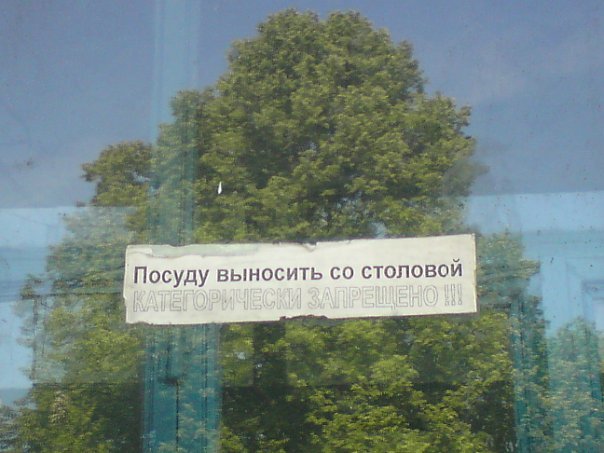 Посуду выносить со столовой
КАТЕГОРИЧЕСКИ ЗАПРЕЩЕНО !!!